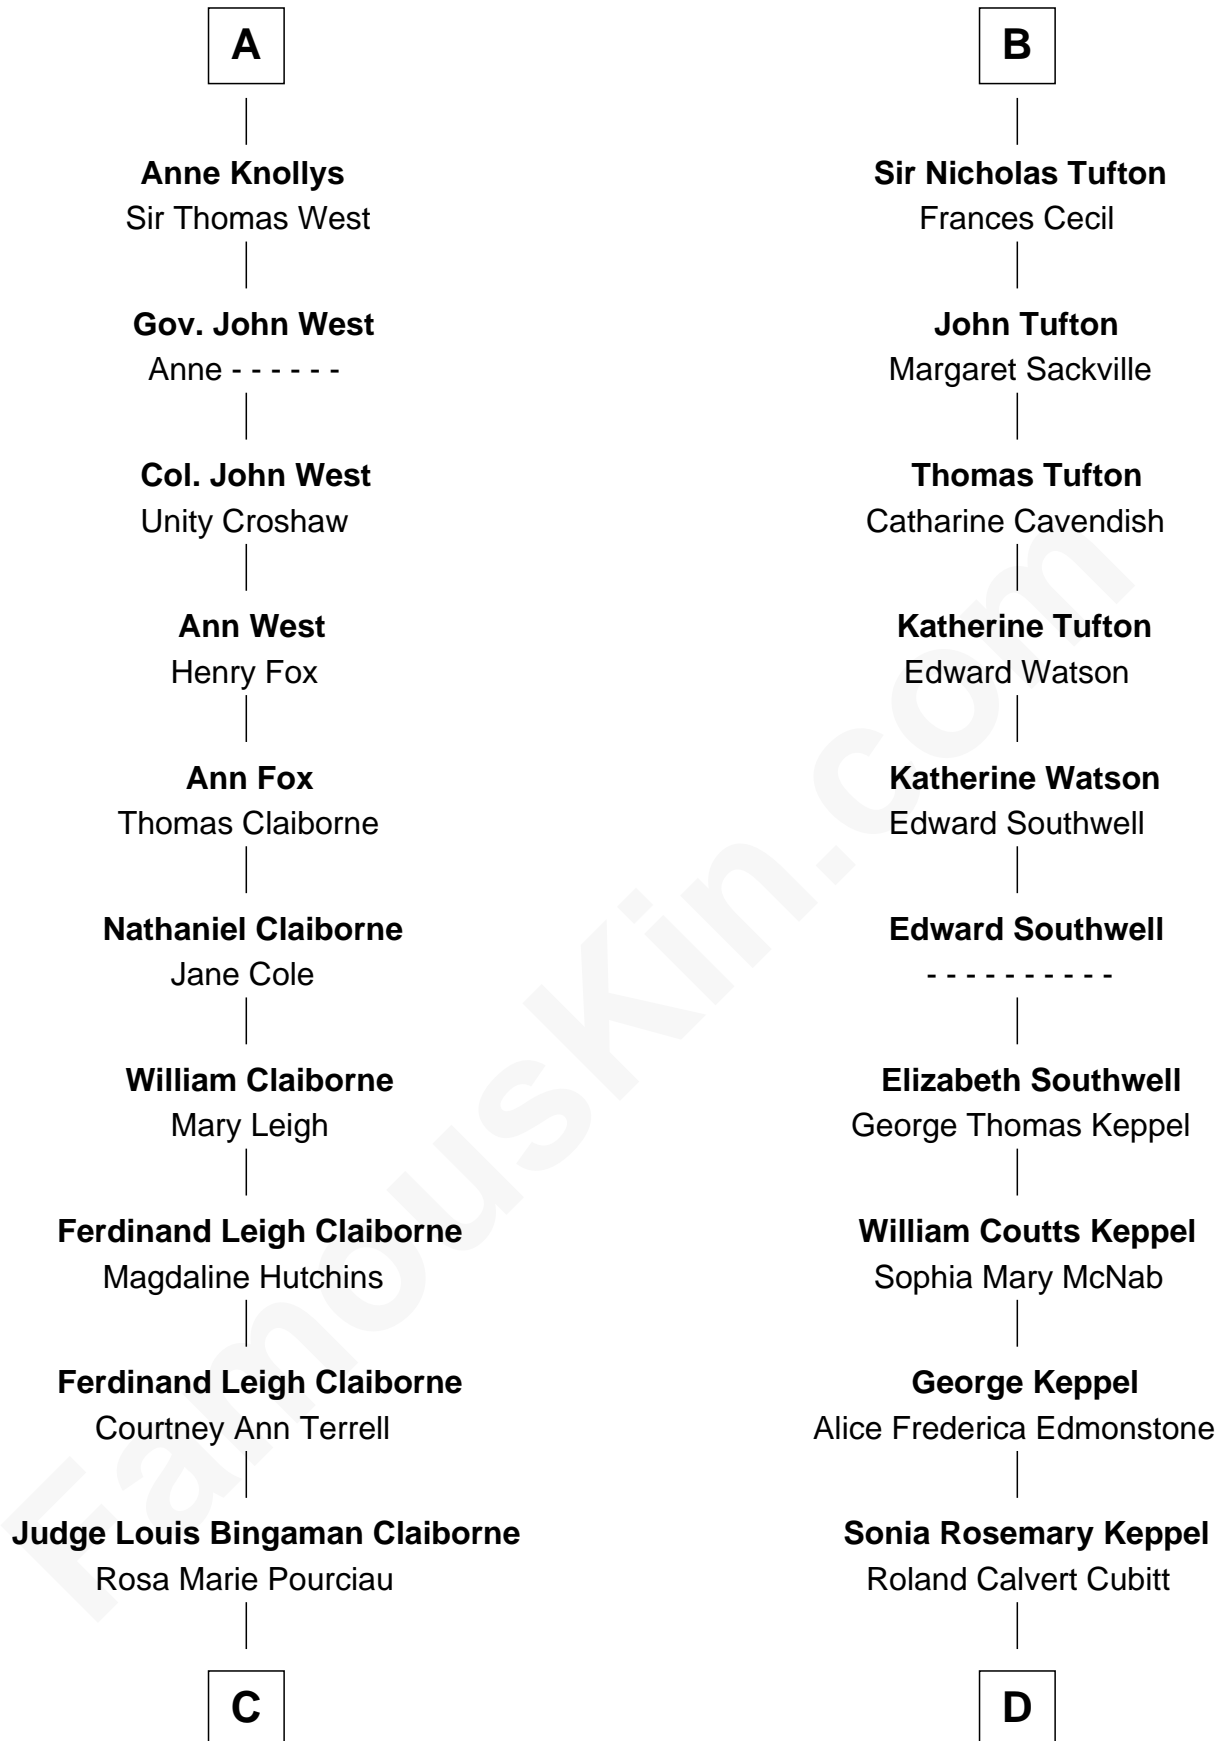 A
Anne Knollys
Sir Thomas West
Gov. John West
Anne - - - - - -
Col. John West
Unity Croshaw
Ann West
Henry Fox
Ann Fox
Thomas Claiborne
Nathaniel Claiborne
Jane Cole
William Claiborne
Mary Leigh
Ferdinand Leigh Claiborne
Magdaline Hutchins
Ferdinand Leigh Claiborne
Courtney Ann Terrell
Judge Louis Bingaman Claiborne
Rosa Marie Pourciau
C
B
Sir Nicholas Tufton
Frances Cecil
John Tufton
Margaret Sackville
Thomas Tufton
Catharine Cavendish
Katherine Tufton
Edward Watson
Katherine Watson
Edward Southwell
Edward Southwell
- - - - - - - - - -
Elizabeth Southwell
George Thomas Keppel
William Coutts Keppel
Sophia Mary McNab
George Keppel
Alice Frederica Edmonstone
Sonia Rosemary Keppel
Roland Calvert Cubitt
D
FamousKin.com